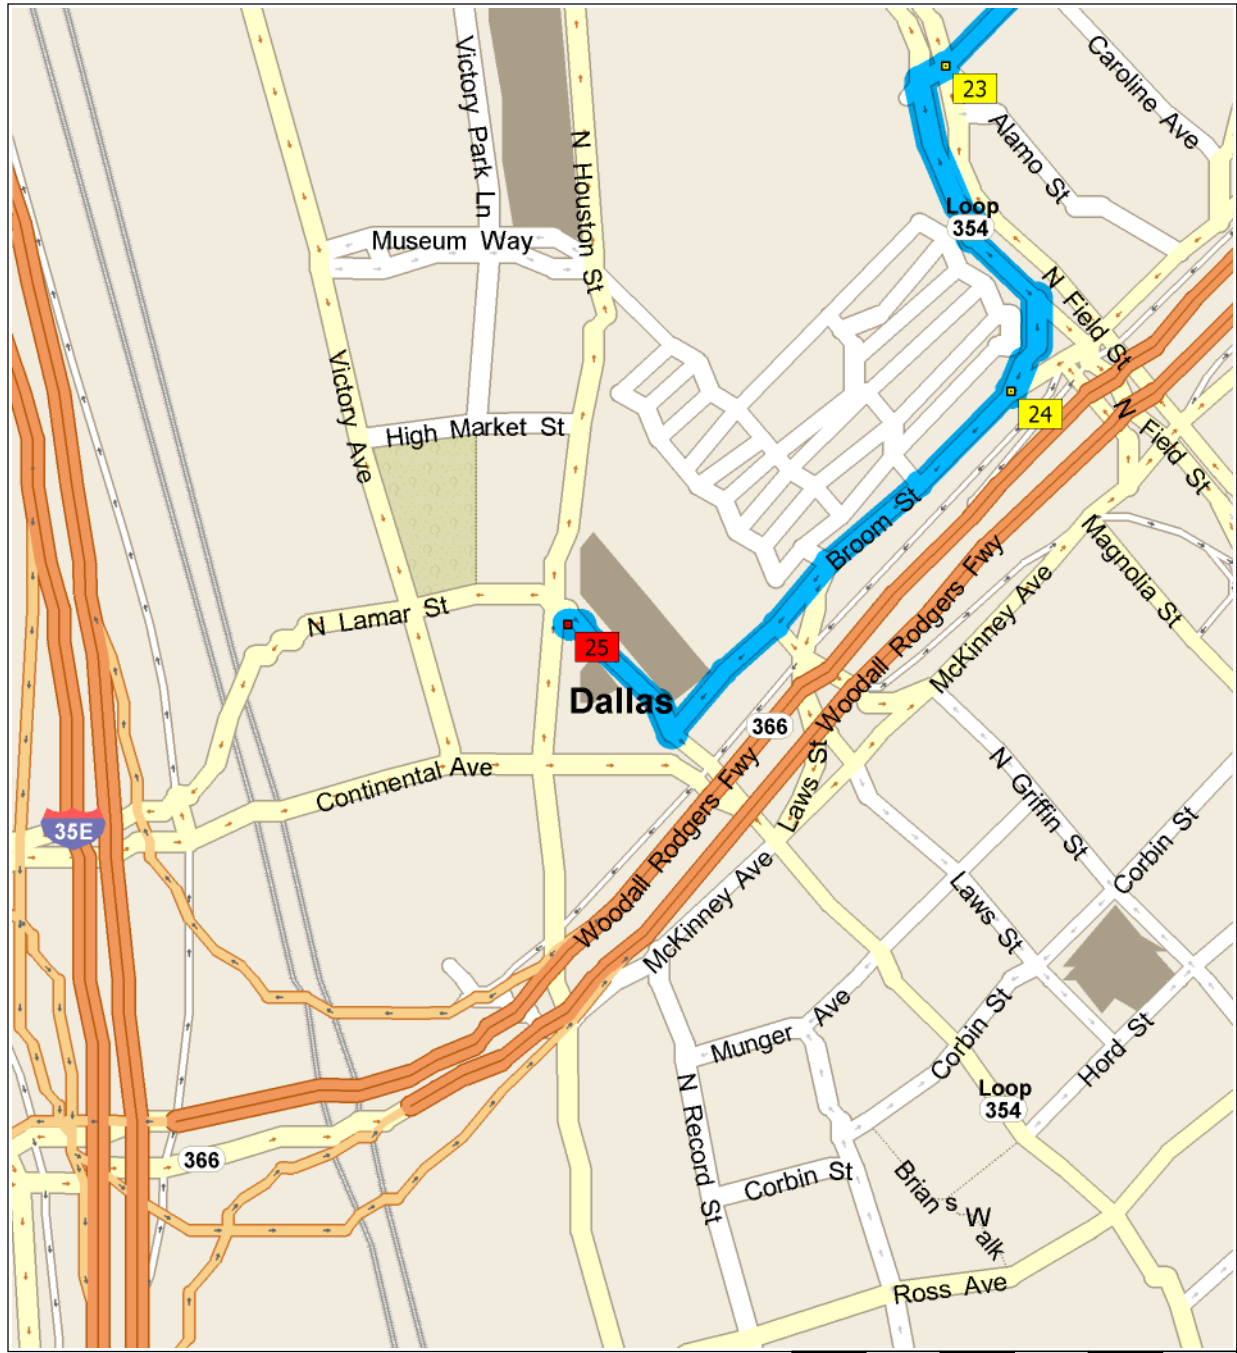 Caroline Ave
Victory Park Ln
23
N Houston St
Alamo St
Loop
354
Museum Way
N Field St
Victory Ave
24
N Field St
High Market St
Broom St
Magnolia St
N Lamar St
25
McKinney Ave
Woodall Rodgers Fwy
Dallas
366
Laws St
N Griffin St
Continental Ave
35E
Woodall Rodgers Fwy
Corbin St
McKinney Ave
Laws St
Munger Ave
Corbin St
Hord St
Loop
354
N Record St
366
Corbin St
Brian s Walk
Ross Ave